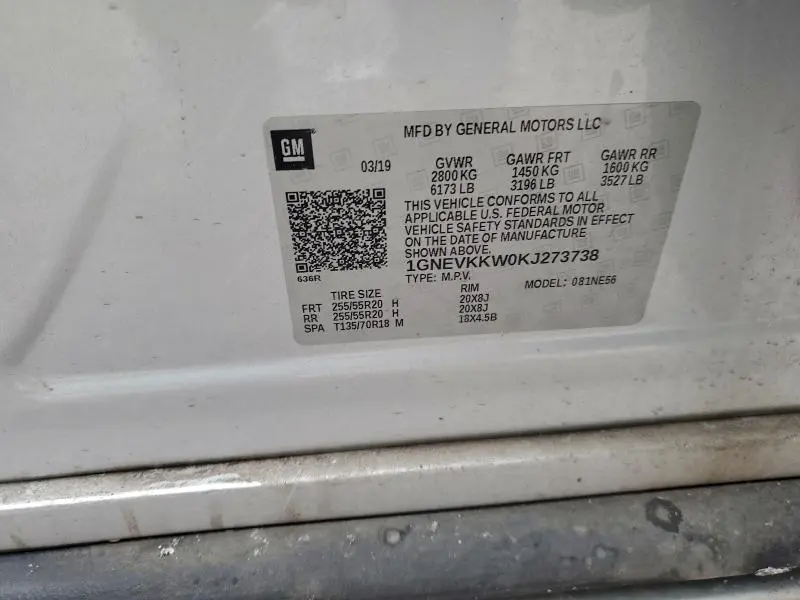 GM
MFD BY GENERAL MOTORS LLC
03/19 GVWR GAWR FRT GAWR RR
2800 KG 1450 KG 1600 KG
6173 LB 3196 LB 3527 LB
THIS VEHICLE CONFORMS TO ALL
APPLICABLE U.S. FEDERAL MOTOR
VEHICLE SAFETY STANDARDS IN EFFECT
ON THE DATE OF MANUFACTURE
SHOWN ABOVE.
1GNEVKKW0KJ273738
636R
TYPE: M.P.V. MODEL: 081NE56
TIRE SIZE RIM
FRT 255/55R20 H 20X8J
RR 255/55R20 H 20X8J
SPA T135/70R18 M 18X4.5B